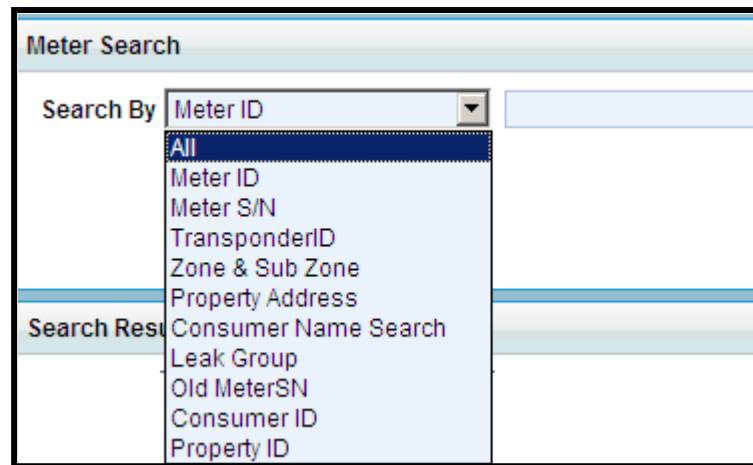 Meter Search
Search By Meter ID
All
Meter ID
Meter S/N
TransponderID
Zone & Sub Zone
Property Address
Consumer Name Search
Search Resu
Leak Group
Old MeterSN
Consumer ID
Property ID